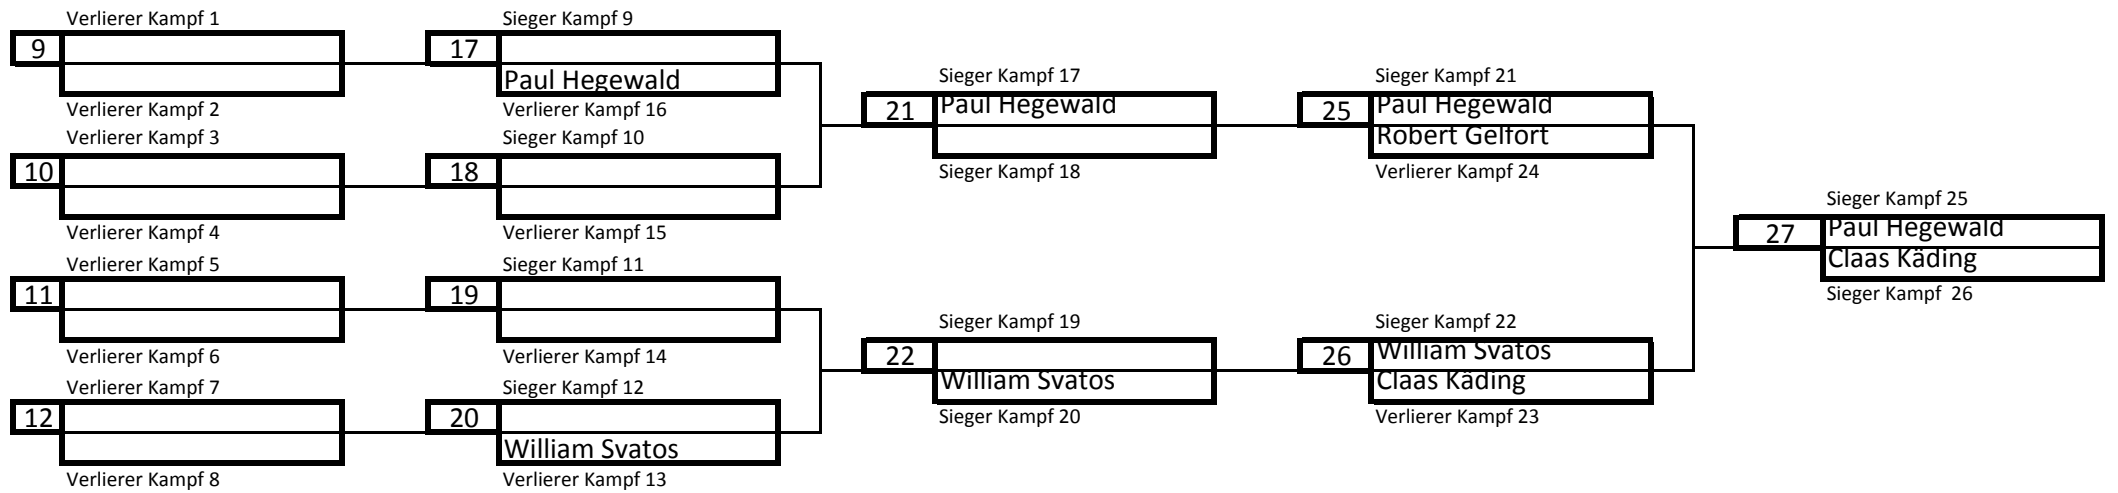 Verlierer Kampf 1
9
Verlierer Kampf 2
Verlierer Kampf 3
10
Verlierer Kampf 4
Verlierer Kampf 5
11
Verlierer Kampf 6
Verlierer Kampf 7
12
Verlierer Kampf 8
Sieger Kampf 9
17
Paul Hegewald
Verlierer Kampf 16
Sieger Kampf 10
18
Verlierer Kampf 15
Sieger Kampf 11
19
Verlierer Kampf 14
Sieger Kampf 12
20
William Svatos
Verlierer Kampf 13
Sieger Kampf 17
21
Paul Hegewald
Sieger Kampf 18
Sieger Kampf 19
22
William Svatos
Sieger Kampf 20
Sieger Kampf 21
25
Paul Hegewald
Robert Gelfort
Verlierer Kampf 24
Sieger Kampf 22
26
William Svatos
Claas Käding
Verlierer Kampf 23
Sieger Kampf 25
27
Paul Hegewald
Claas Käding
Sieger Kampf  26